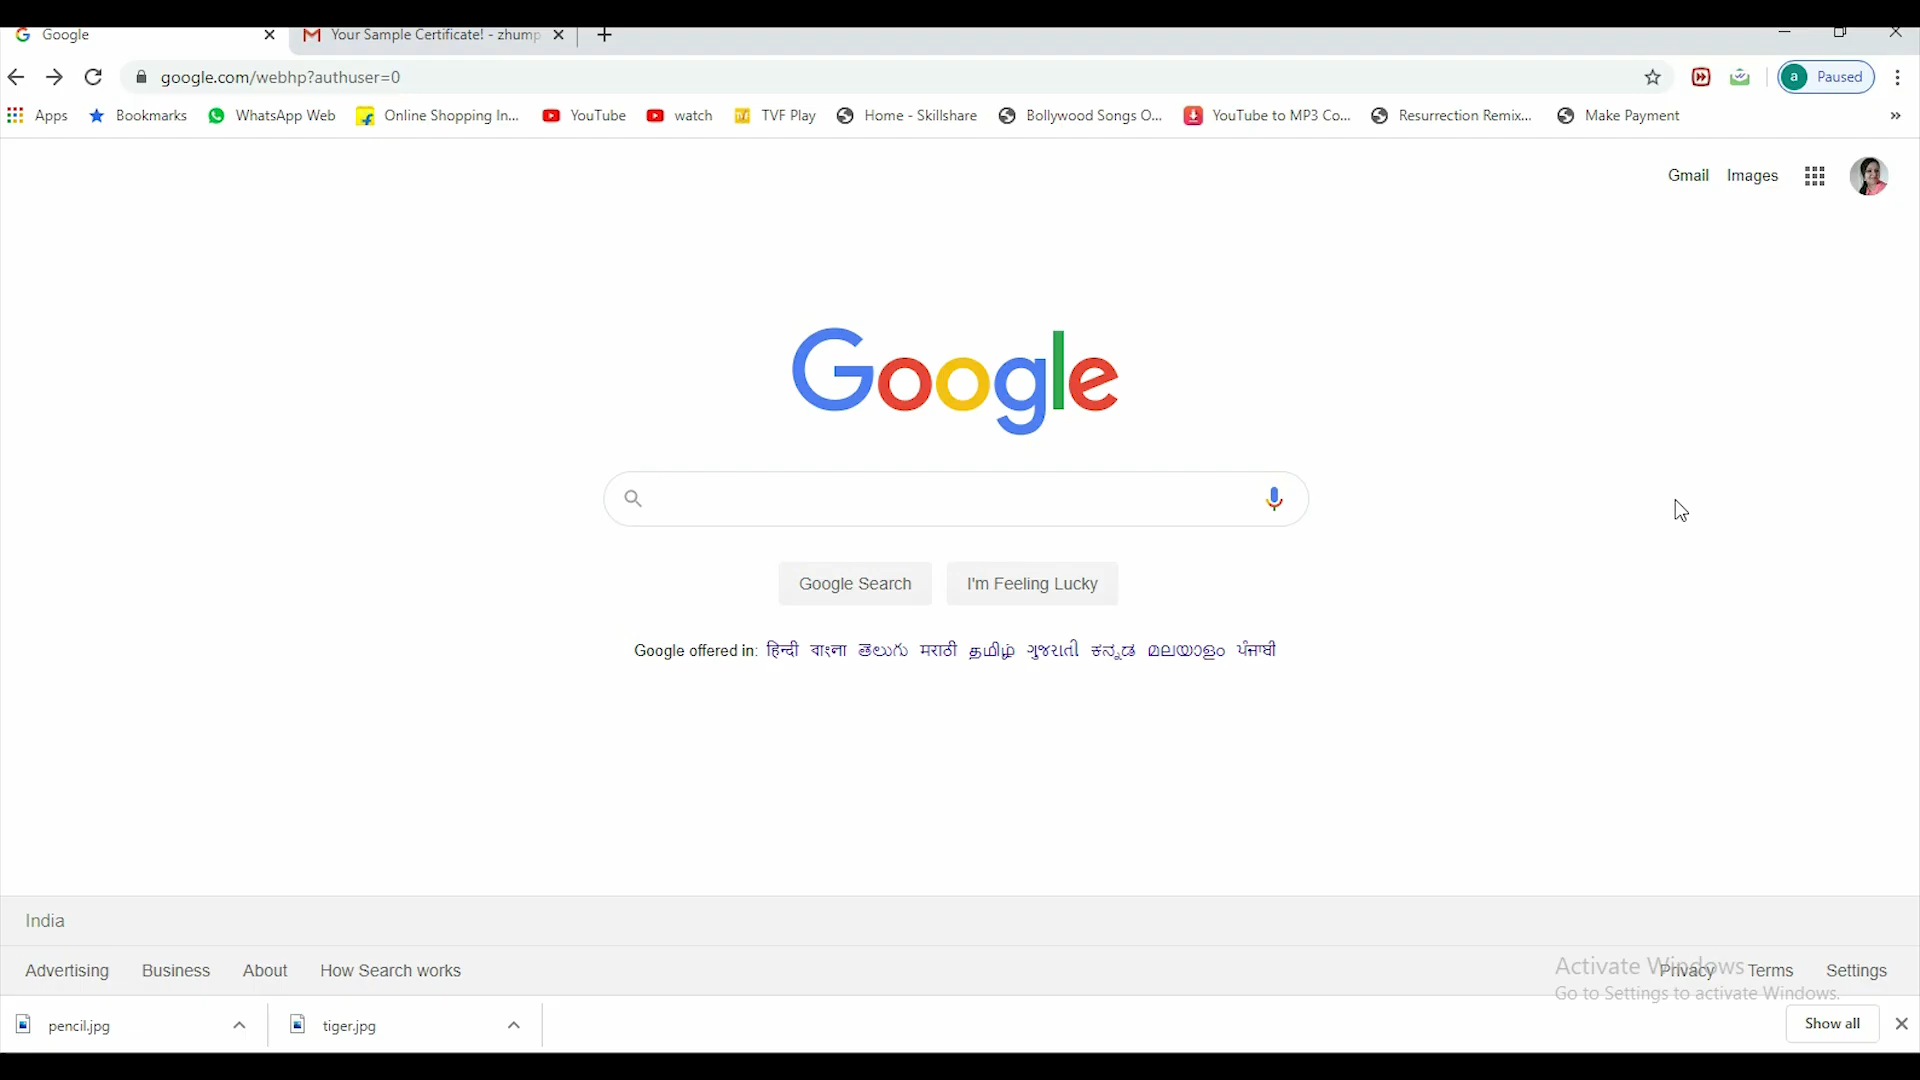 Google
Your Sample Certificate! - zhump
google.com/webhp?authuser=0
a
Paused
Apps
Bookmarks
WhatsApp Web
Online Shopping In...
YouTube
watch
TVF Play
Home - Skillshare
Bollywood Songs O...
YouTube to MP3 Co...
Resurrection Remix...
Make Payment
»
Gmail
Images
Google
Google Search
I'm Feeling Lucky
Google offered in: हिन्दी বাংলা తెలుగు मराठी தமிழ் ગુજરાતી ಕನ್ನಡ മലയാളം ਪੰਜਾਬੀ
India
Advertising
Business
About
How Search works
Privacy
Terms
Settings
Activate Windows
Go to Settings to activate Windows.
pencil.jpg
tiger.jpg
Show all